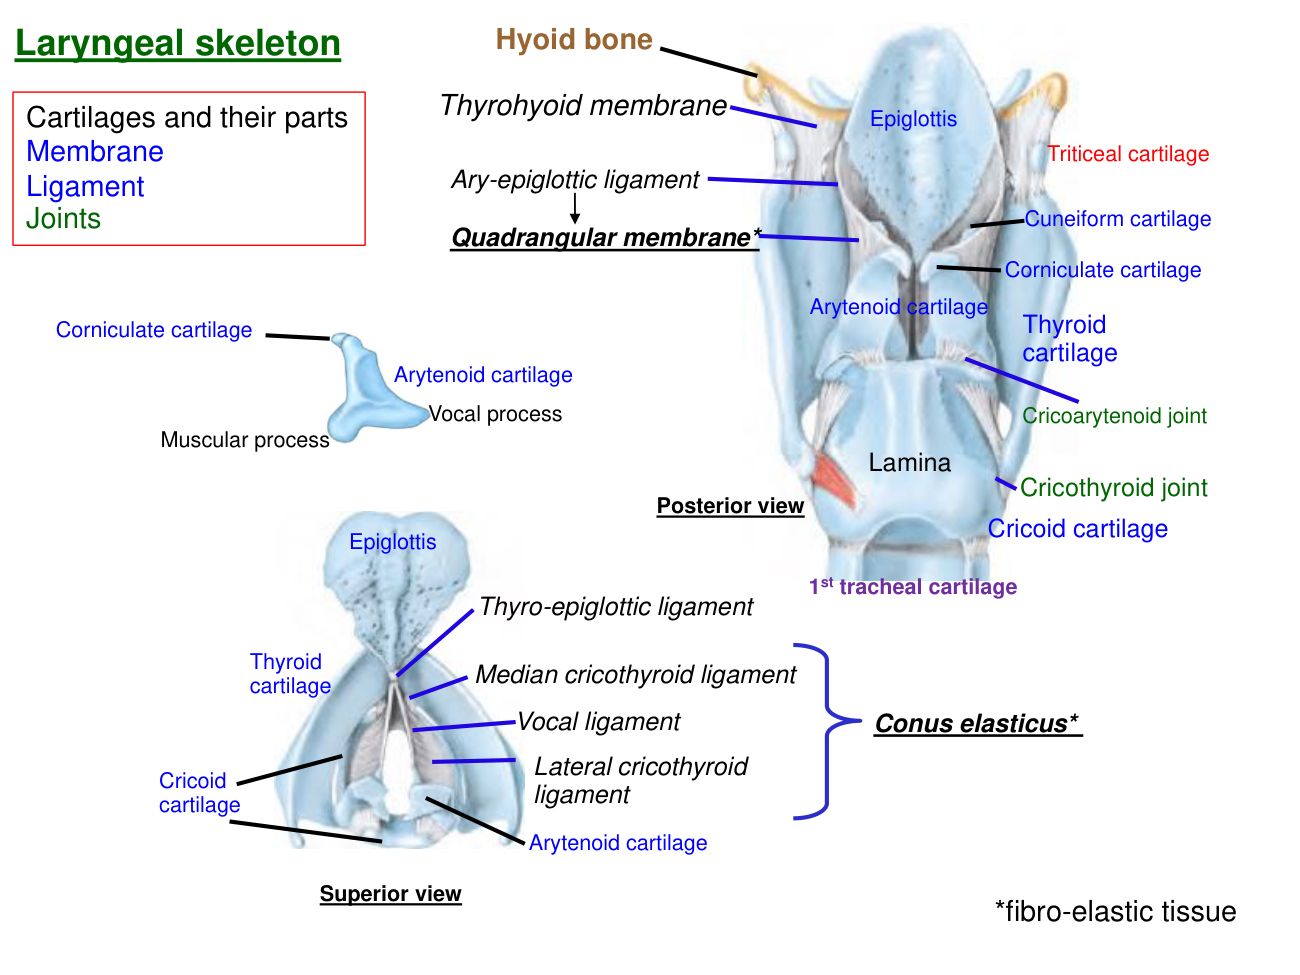 Laryngeal skeleton
Cartilages and their parts
Membrane
Ligament
Joints
Hyoid bone
Thyrohyoid membrane
Epiglottis
Triticeal cartilage
Ary-epiglottic ligament
Cuneiform cartilage
Quadrangular membrane*
Corniculate cartilage
Arytenoid cartilage
Thyroid
cartilage
Cricoarytenoid joint
Lamina
Cricothyroid joint
Posterior view
Cricoid cartilage
1st tracheal cartilage
Corniculate cartilage
Arytenoid cartilage
Vocal process
Muscular process
Epiglottis
Thyro-epiglottic ligament
Thyroid
cartilage
Median cricothyroid ligament
Vocal ligament
Conus elasticus*
Lateral cricothyroid
ligament
Cricoid
cartilage
Arytenoid cartilage
Superior view
*fibro-elastic tissue